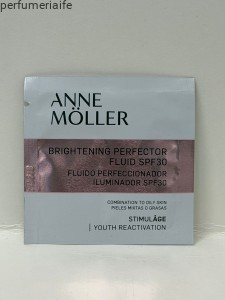 perfumeriaife
ANNE
MÖLLER
BRIGHTENING PERFECTOR
FLUID SPF30
FLUIDO PERFECCIONADOR
ILUMINADOR SPF30
COMBINATION TO OILY SKIN
PIELES MIXTAS O GRASAS
STIMULÂGE
| YOUTH REACTIVATION